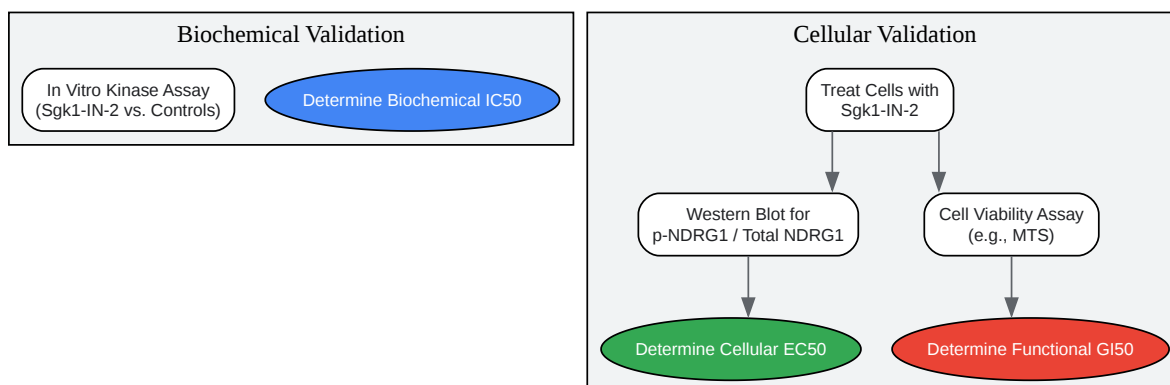 Biochemical Validation
In Vitro Kinase Assay
(Sgk1-IN-2 vs. Controls)
Determine Biochemical IC50
Cellular Validation
Treat Cells with
Sgk1-IN-2
Western Blot for
p-NDRG1 / Total NDRG1
Cell Viability Assay
(e.g., MTS)
Determine Cellular EC50
Determine Functional GI50